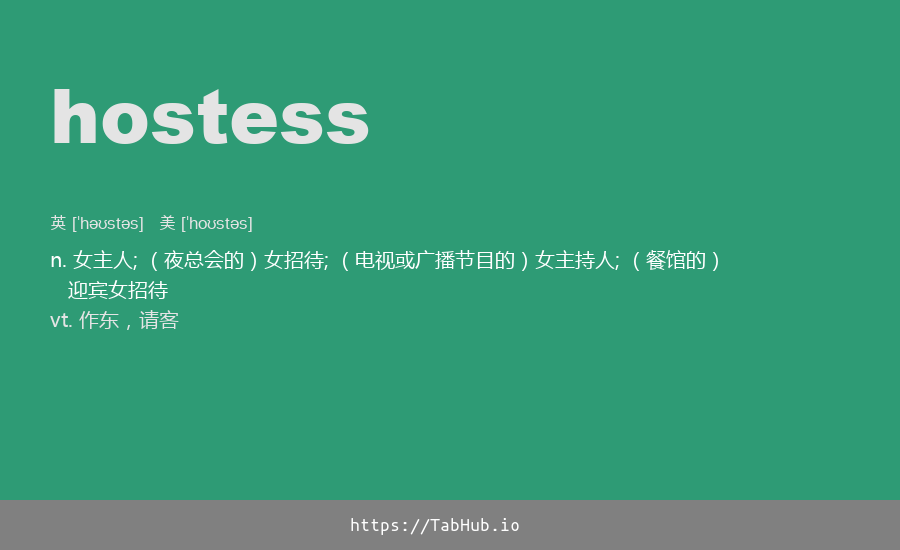 hostess
英 [ˈhəʊstəs]   美 [ˈhoʊstəs]
n. 女主人; （夜总会的）女招待; （电视或广播节目的）女主持人; （餐馆的）
迎宾女招待
vt. 作东，请客
https://TabHub.io